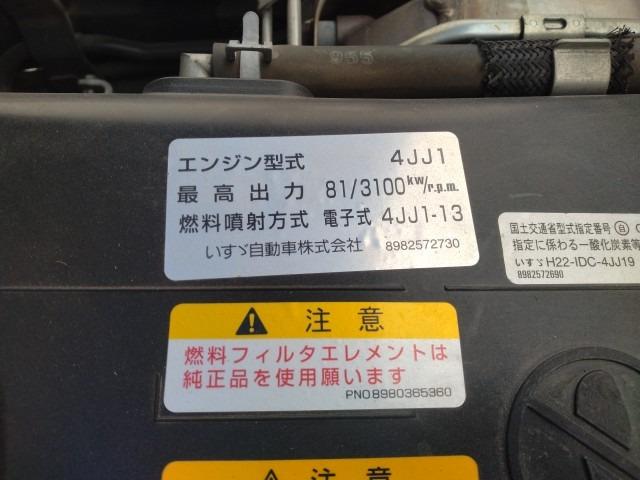 955
エンジン型式 4JJ1
最高出力 81/3100kw/r.p.m.
燃料噴射方式 電子式 4JJ1-13
いすゞ自動車株式会社 8982572730
国土交通省型式指定番号 ㊐
指定に係わる一酸化炭素等
いすゞ H22-IDC-4JJ19
8982572690
注意
燃料フィルタエレメントは
純正品を使用願います
PNO8980365360
注意